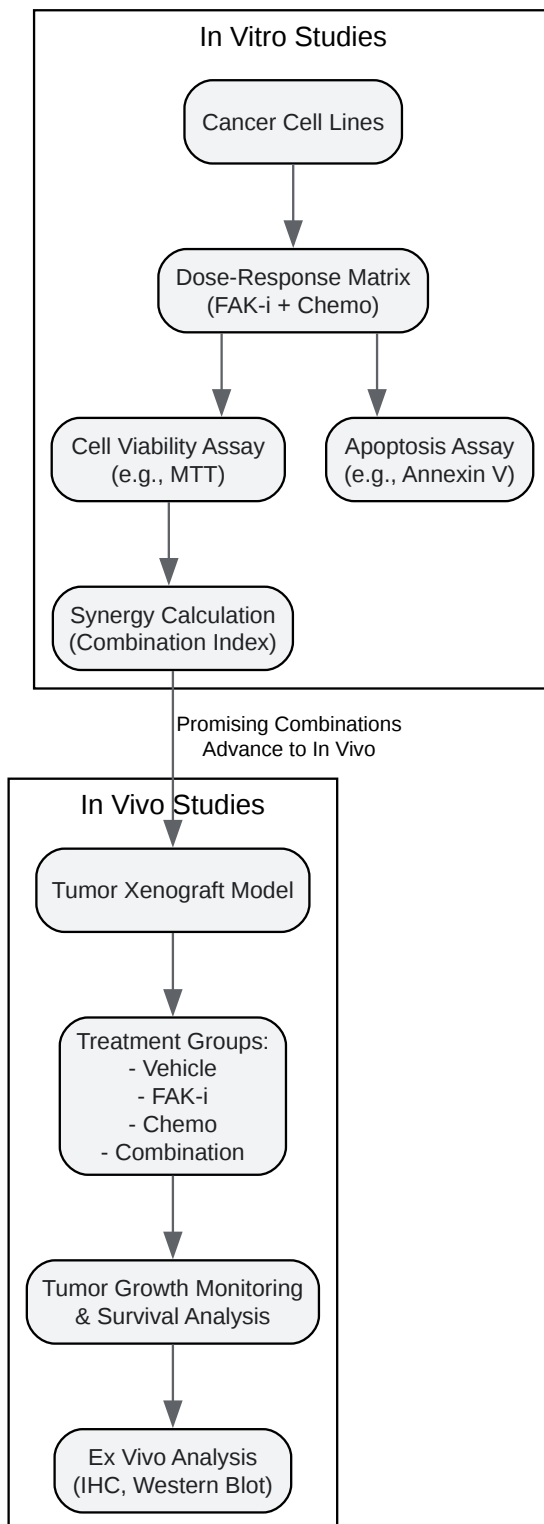 In Vitro Studies
Cancer Cell Lines
Dose-Response Matrix
(FAK-i + Chemo)
Cell Viability Assay
(e.g., MTT)
Apoptosis Assay
(e.g., Annexin V)
Synergy Calculation
(Combination Index)
Promising Combinations
Advance to In Vivo
In Vivo Studies
Tumor Xenograft Model
Treatment Groups:
- Vehicle
- FAK-i
- Chemo
- Combination
Tumor Growth Monitoring
& Survival Analysis
Ex Vivo Analysis
(IHC, Western Blot)